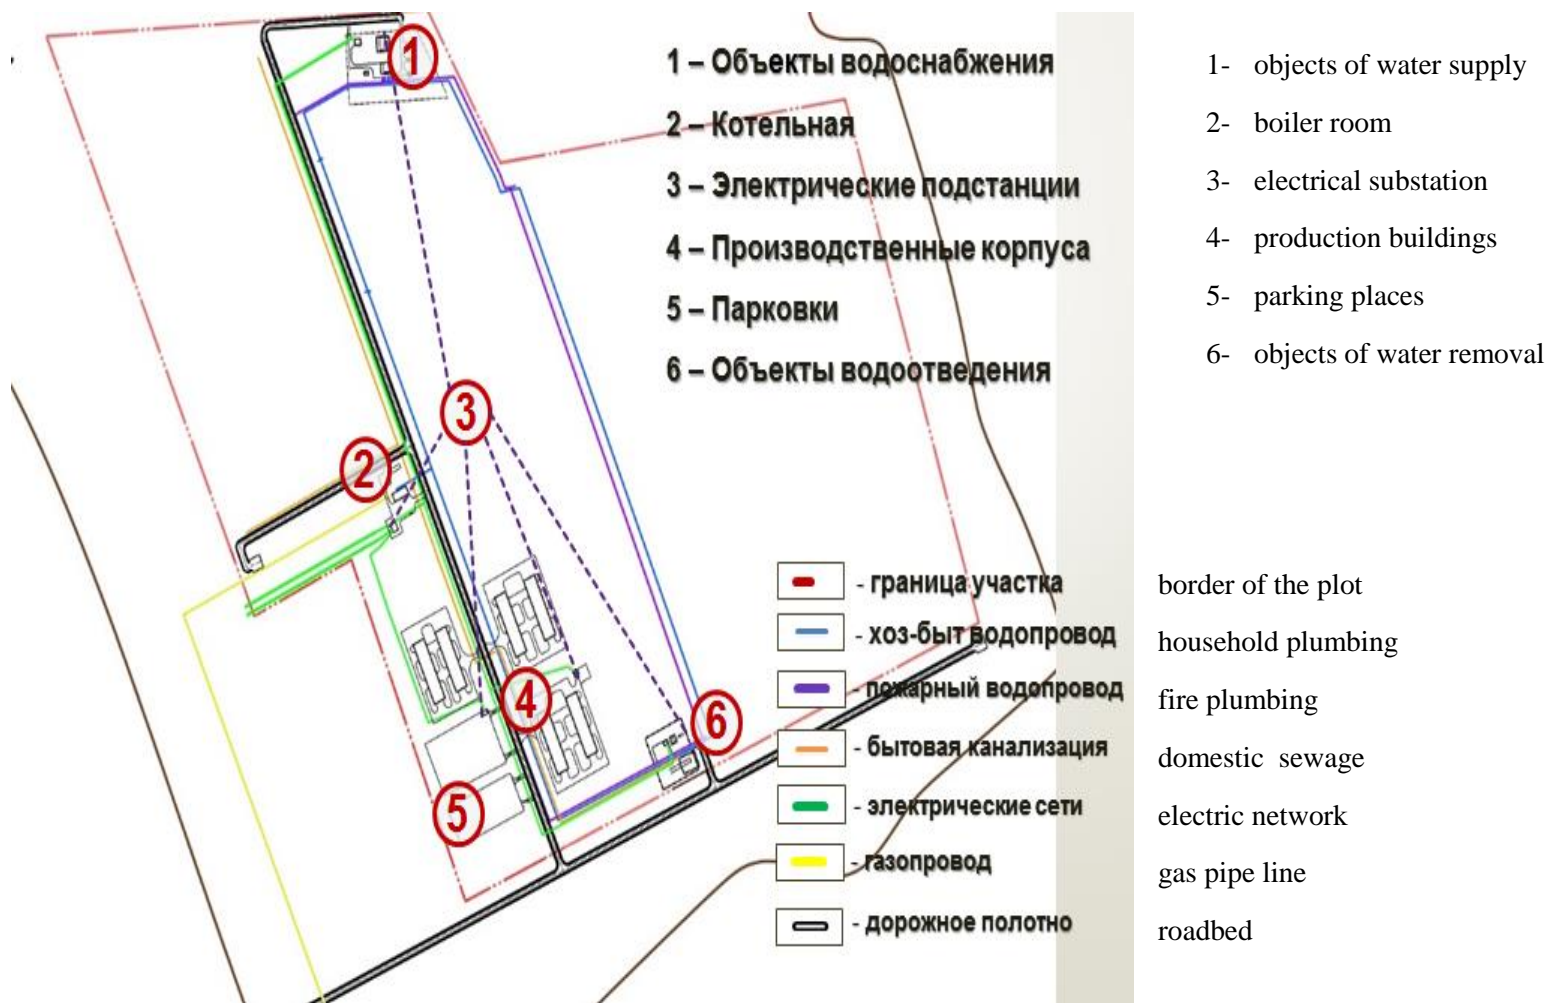 1 – Объекты водоснабжения
2 – Котельная
3 – Электрические подстанции
4 – Производственные корпуса
5 – Парковки
6 – Объекты водоотведения
1- objects of water supply
2- boiler room
3- electrical substation
4- production buildings
5- parking places
6- objects of water removal
1
2
3
4
5
6
- граница участка
- хоз-быт водопровод
- пожарный водопровод
- бытовая канализация
- электрические сети
- газопровод
- дорожное полотно
border of the plot
household plumbing
fire plumbing
domestic sewage
electric network
gas pipe line
roadbed